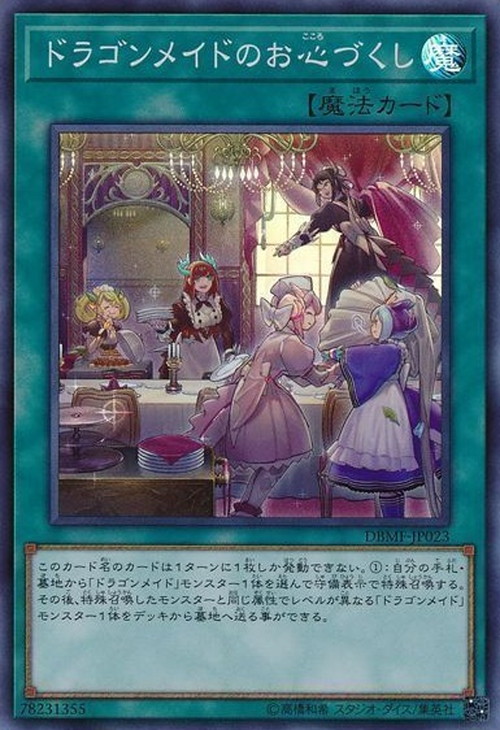 ドラゴンメイドのお心づくし 魔
【魔法カード】
DBMF-JP023
このカード名のカードは1ターンに1枚しか発動できない。①:自分の手札・
墓地から「ドラゴンメイド」モンスター1体を選んで守備表示で特殊召喚する。
その後、特殊召喚したモンスターと同じ属性でレベルが異なる「ドラゴンメイド」
モンスター1体をデッキから墓地へ送る事ができる。
78231355 ©高橋和希 スタジオ・ダイス/集英社